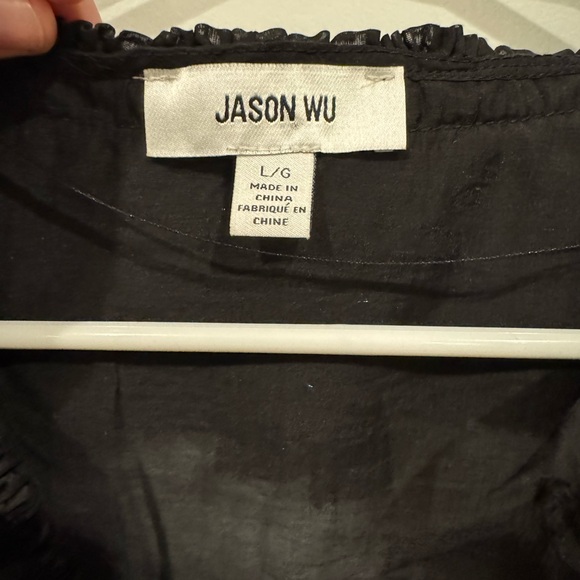 JASON WU
L/G
MADE IN
CHINA
FABRIQUÉ EN
CHINE